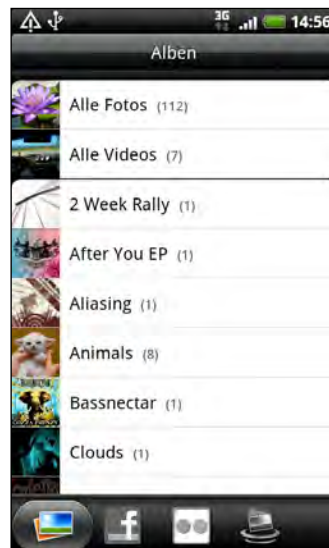 3G 14:56
Alben
Alle Fotos (112)
Alle Videos (7)
2 Week Rally (1)
After You EP (1)
Aliasing (1)
Animals (8)
Bassnectar (1)
Clouds (1)
f